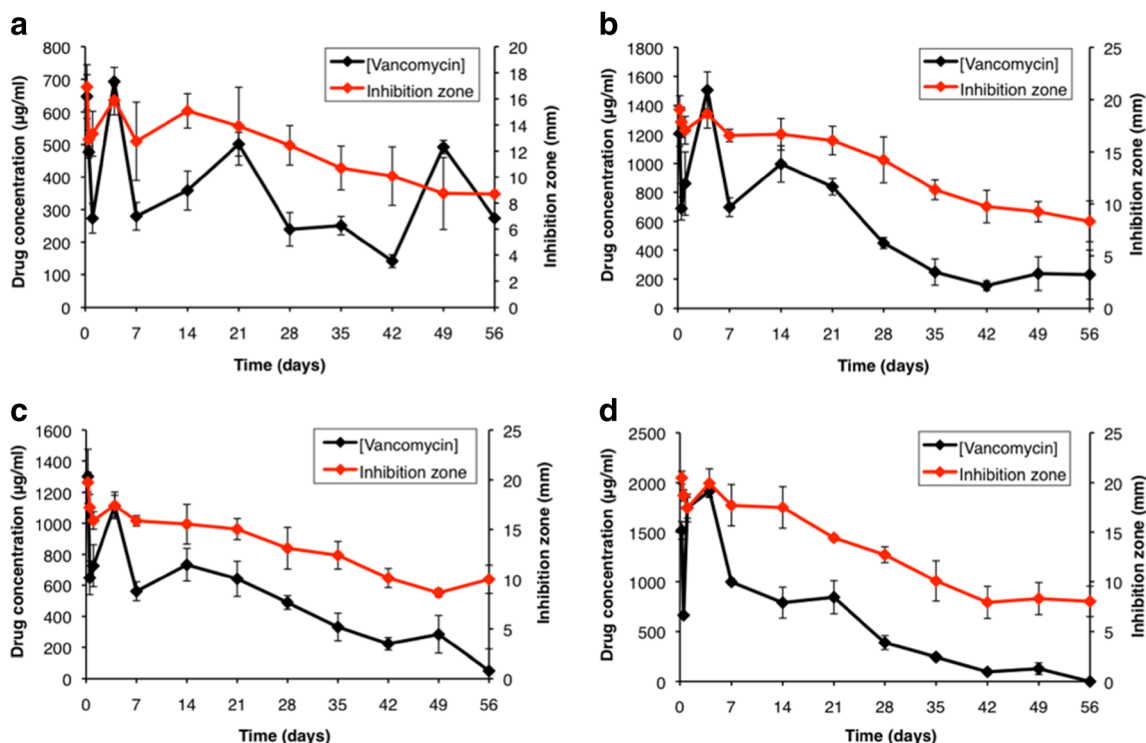 a
800
700
600
500
400
300
200
100
0
Drug concentration (µg/ml)
[Vancomycin]
Inhibition zone
20
18
16
14
12
10
8
6
4
2
0
Inhibition zone (mm)
0 7 14 21 28 35 42 49 56
Time (days)
b
1800
1600
1400
1200
1000
800
600
400
200
0
Drug concentration (µg/ml)
[Vancomycin]
Inhibition zone
25
20
15
10
5
0
Inhibition zone (mm)
0 7 14 21 28 35 42 49 56
Time (days)
c
1600
1400
1200
1000
800
600
400
200
0
Drug concentration (µg/ml)
[Vancomycin]
Inhibition zone
25
20
15
10
5
0
Inhibition zone (mm)
0 7 14 21 28 35 42 49 56
Time (days)
d
2500
2000
1500
1000
500
0
Drug concentration (µg/ml)
[Vancomycin]
Inhibition zone
25
20
15
10
5
0
Inhibition zone (mm)
0 7 14 21 28 35 42 49 56
Time (days)